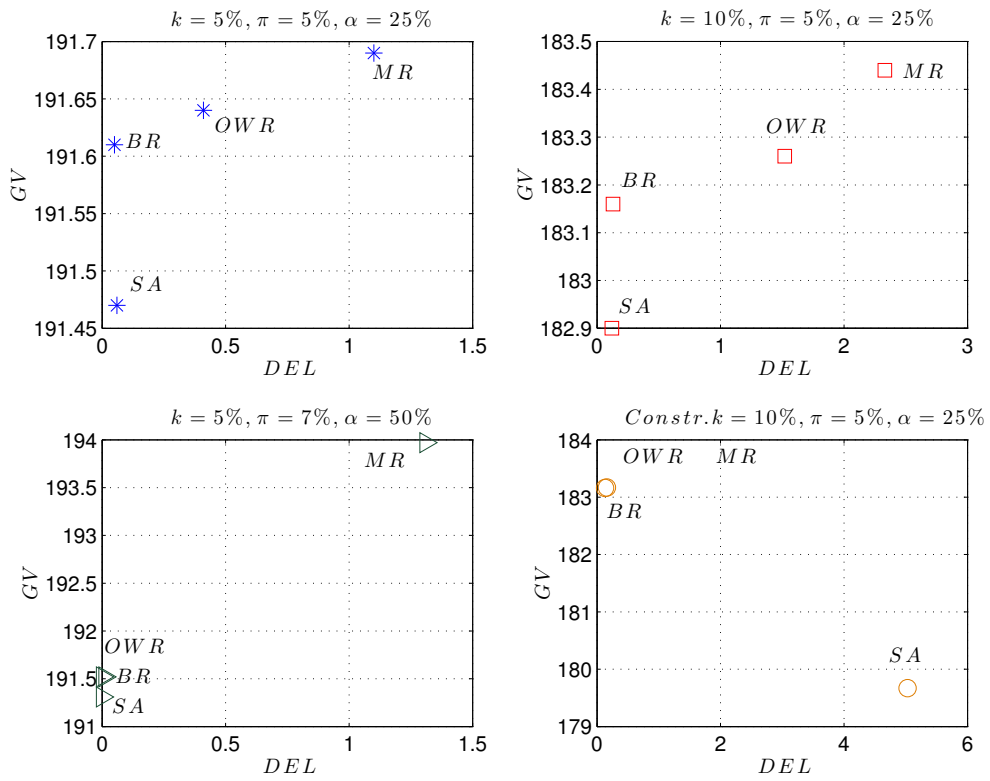 k = 5%, π = 5%, α = 25%
191.7
191.65
191.6
191.55
191.5
191.45
GV
MR
OWR
BR
SA
0 0.5 1 1.5
DEL
k = 10%, π = 5%, α = 25%
183.5
183.4
183.3
183.2
183.1
183
182.9
GV
MR
OWR
BR
SA
0 1 2 3
DEL
k = 5%, π = 7%, α = 50%
194
193.5
193
192.5
192
191.5
191
GV
MR
OWR
BR
SA
0 0.5 1 1.5
DEL
Constr.k = 10%, π = 5%, α = 25%
184
183
182
181
180
179
GV
OWR MR
BR
SA
0 2 4 6
DEL